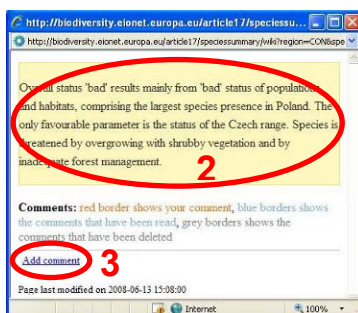 http://biodiversity.eionet.europa.eu/article17/speciessu...
http://biodiversity.eionet.europa.eu/article17/speciessummary/wiki?region=CON&spe
Overall status 'bad' results mainly from 'bad' status of populations
and habitats, comprising the largest species presence in Poland. The
only favourable parameter is the status of the Czech range. Species is
threatened by overgrowing with shrubby vegetation and by
inadequate forest management.
2
Comments: red border shows your comment, blue borders shows
the comments that have been read, grey borders shows the
comments that have been deleted
Add comment
3
Page last modified on 2008-06-13 15:08:00
Internet
100%